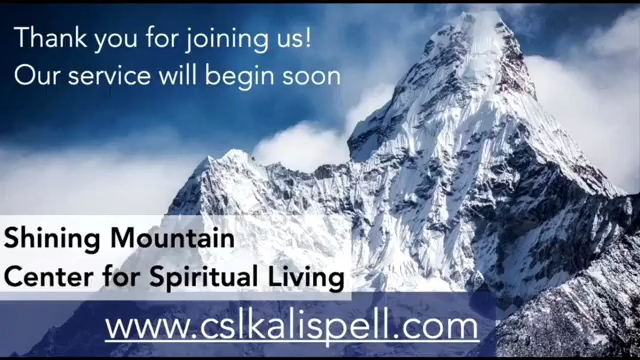 Thank you for joining us!
Our service will begin soon
Shining Mountain
Center for Spiritual Living
www.cslkalispell.com